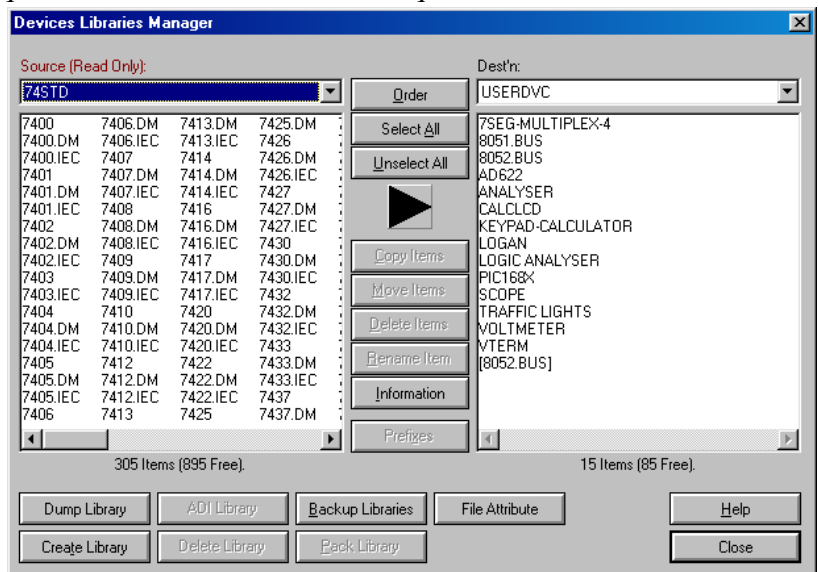 Devices Libraries Manager
Source (Read Only):
Dest'n:
74STD
Order
USERDVC
7400 7406.DM 7413.DM 7425.DM
7400.DM 7406.IEC 7413.IEC 7426
7400.IEC 7407 7414 7426.DM
7401 7407.DM 7414.DM 7426.IEC
7401.DM 7407.IEC 7414.IEC 7427
7401.IEC 7408 7416 7427.DM
7402 7408.DM 7416.DM 7427.IEC
7402.DM 7408.IEC 7416.IEC 7430
7402.IEC 7409 7417 7430.DM
7403 7409.DM 7417.DM 7430.IEC
7403.IEC 7409.IEC 7417.IEC 7432
7404 7410 7420 7432.DM
7404.DM 7410.DM 7420.DM 7432.IEC
7404.IEC 7410.IEC 7420.IEC 7433
7405 7412 7422 7433.DM
7405.DM 7412.DM 7422.DM 7433.IEC
7405.IEC 7412.IEC 7422.IEC 7437
7406 7413 7425 7437.DM
Select All
Unselect All
Copy Items
Move Items
Delete Items
Rename Item
Information
Prefixes
7SEG-MULTIPLEX-4
8051.BUS
8052.BUS
AD622
ANALYSER
CALCLCD
KEYPAD-CALCULATOR
LOGAN
LOGIC ANALYSER
PIC168X
SCOPE
TRAFFIC LIGHTS
VOLTMETER
VTERM
[8052.BUS]
305 Items (895 Free).
15 Items (85 Free).
Dump Library
ADI Library
Backup Libraries
File Attribute
Help
Create Library
Delete Library
Pack Library
Close